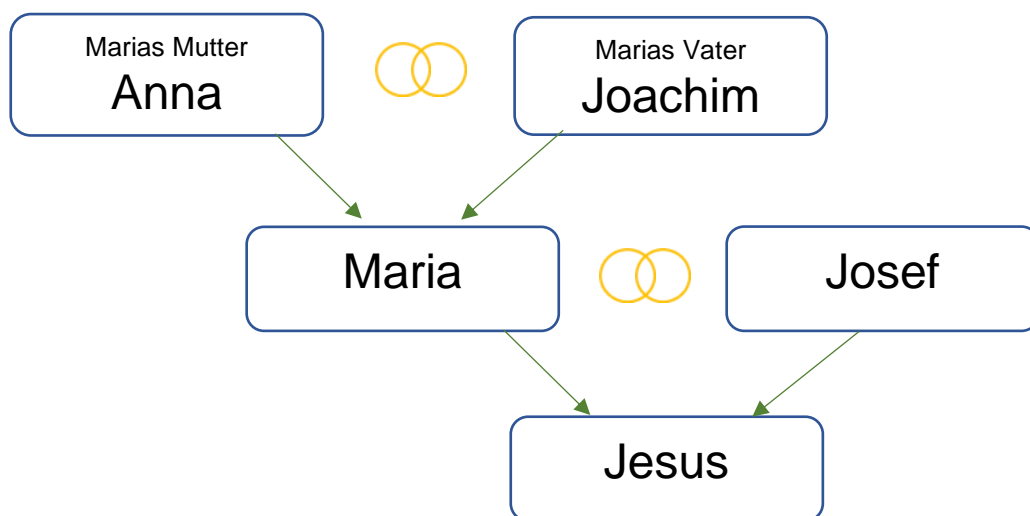 Marias Mutter
Anna
Marias Vater
Joachim
Maria
Josef
Jesus